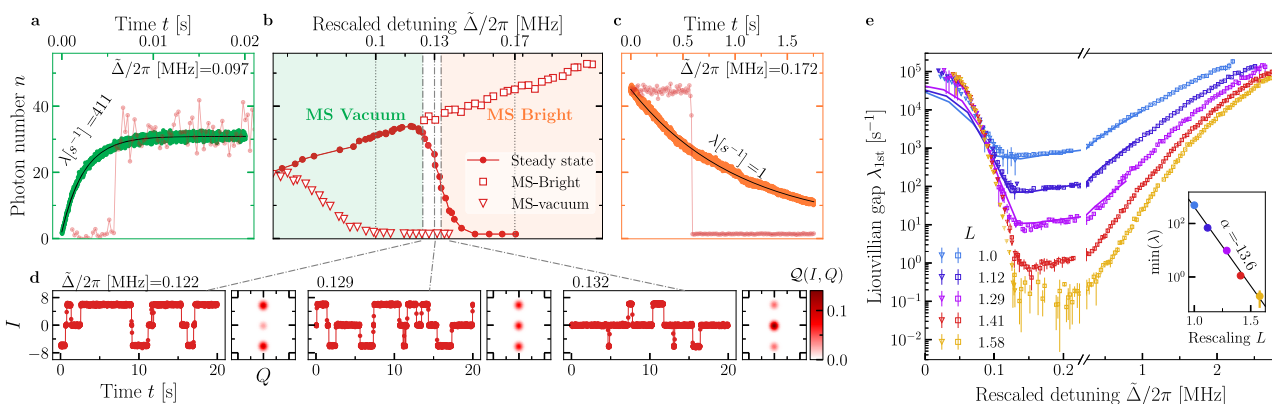 a
Time t [s]
0.00 0.01 0.02
Δ̃/2π [MHz]=0.097
λ[s⁻¹]=411
Photon number n
0 20 40
b
Rescaled detuning Δ̃/2π [MHz]
0.1 0.13 0.17
MS Vacuum
MS Bright
Steady state
MS-Bright
MS-vacuum
c
Time t [s]
0.0 0.5 1.0 1.5
Δ̃/2π [MHz]=0.172
λ[s⁻¹]=1
d
Δ̃/2π [MHz]=0.122
I
8
0
−8
0 10 20
Time t [s]
Q
0.129
0 10 20
0.132
0 10 20
𝒬(I, Q)
0.1
0.0
e
Liouvillian gap λ₁ₛₜ [s⁻¹]
10⁵
10⁴
10³
10²
10¹
10⁰
10⁻¹
10⁻²
L
1.0
1.12
1.29
1.41
1.58
min(λ)
10²
10⁰
α=-13.6
1.0 1.5
Rescaling L
0 0.1 0.2 1 2
Rescaled detuning Δ̃/2π [MHz]